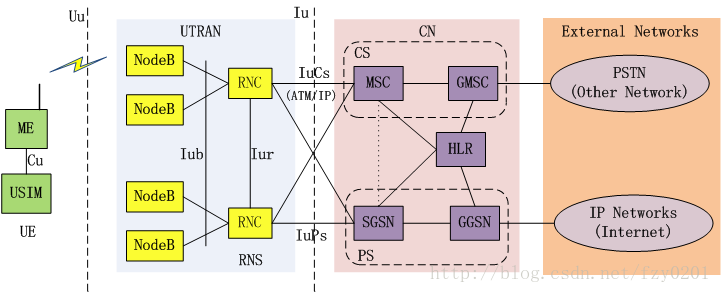 Uu
UTRAN
Iu
CN
External Networks
NodeB
RNC
IuCs
(ATM/IP)
CS
MSC
GMSC
PSTN
(Other Network)
NodeB
ME
Cu
USIM
UE
Iub
Iur
HLR
NodeB
RNC
IuPs
SGSN
GGSN
IP Networks
(Internet)
NodeB
RNS
PS
http://blog.csdn.net/fzy0201